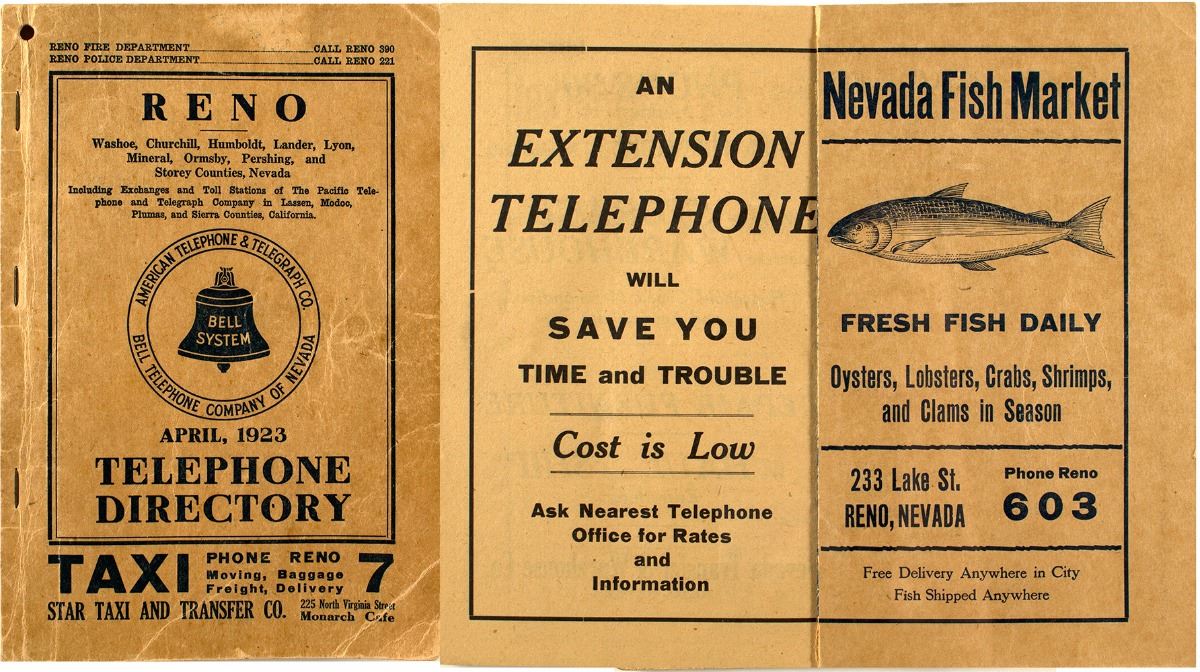 RENO FIRE DEPARTMENT CALL RENO 390
RENO POLICE DEPARTMENT CALL RENO 221
RENO
Washoe, Churchill, Humboldt, Lander, Lyon,
Mineral, Ormsby, Pershing, and
Storey Counties, Nevada
Including Exchanges and Toll Stations of The Pacific Tele-
phone and Telegraph Company in Lassen, Modoc,
Plumas, and Sierra Counties, California.
AMERICAN TELEPHONE & TELEGRAPH CO.
BELL TELEPHONE COMPANY OF NEVADA
BELL
SYSTEM
APRIL, 1923
TELEPHONE
DIRECTORY
TAXI PHONE RENO 7
Moving, Baggage
Freight, Delivery
STAR TAXI AND TRANSFER CO. 225 North Virginia Street
Monarch Cafe
AN
EXTENSION
TELEPHONE
WILL
SAVE YOU
TIME and TROUBLE
Cost is Low
Ask Nearest Telephone
Office for Rates
and
Information
Nevada Fish Market
FRESH FISH DAILY
Oysters, Lobsters, Crabs, Shrimps,
and Clams in Season
233 Lake St.
RENO, NEVADA
Phone Reno
603
Free Delivery Anywhere in City
Fish Shipped Anywhere